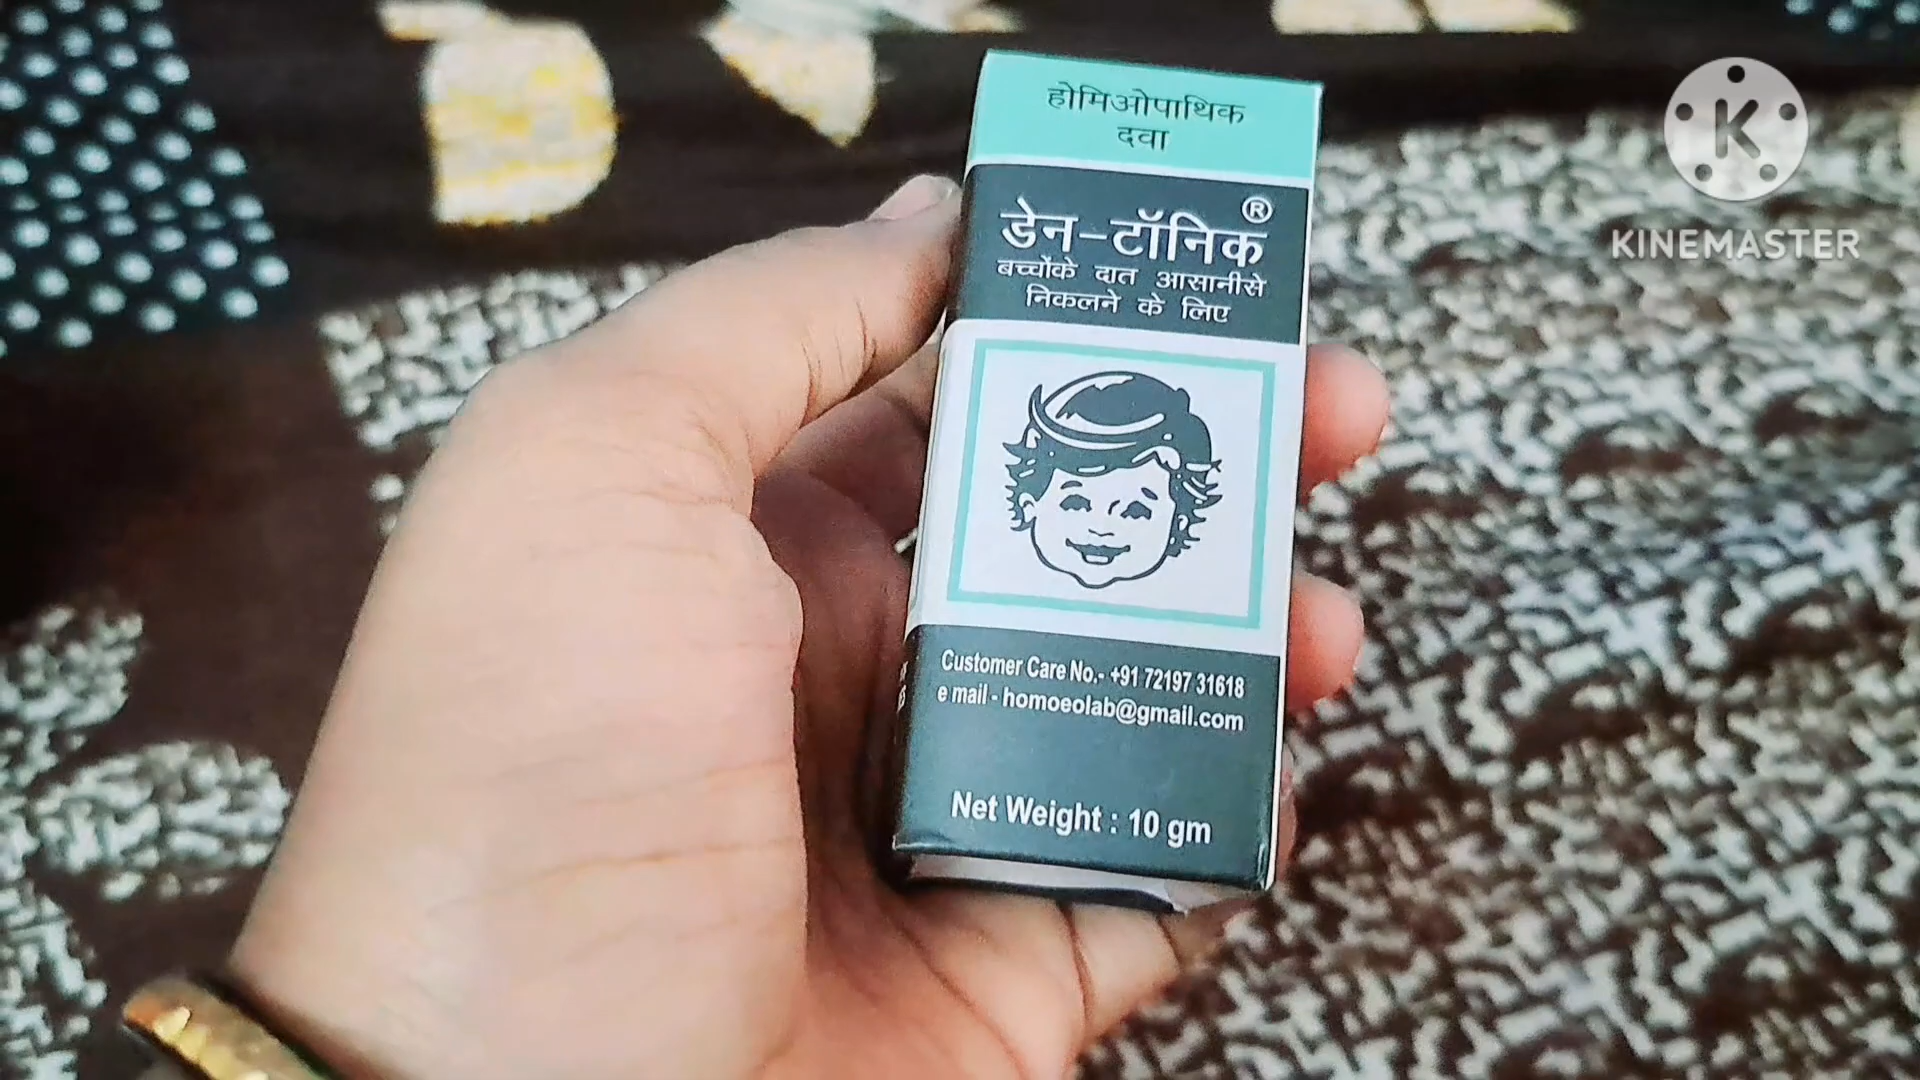 होमिओपाथिक
दवा
डेन-टॉनिक®
बच्चोंके दात आसानीसे
निकलने के लिए
Customer Care No.- +91 72197 31618
e mail - homoeolab@gmail.com
Net Weight : 10 gm
K
KINEMASTER